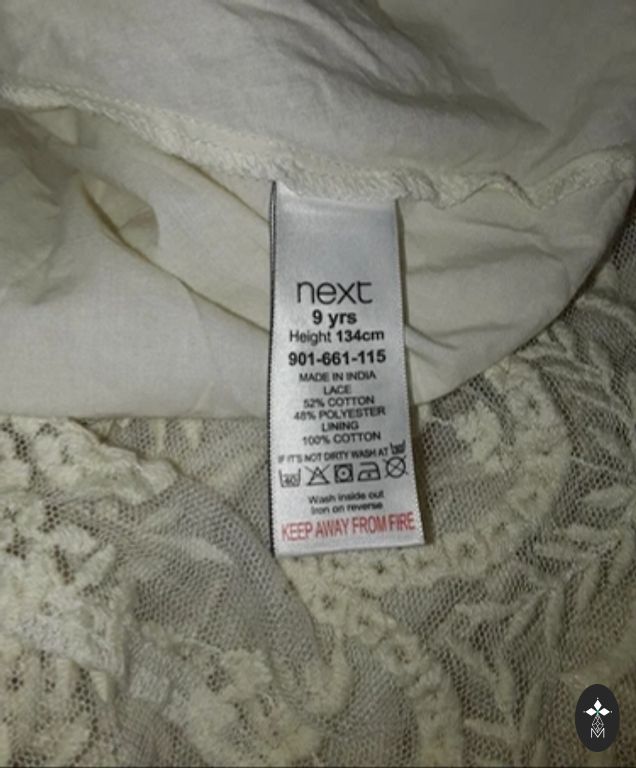 next
9 yrs
Height 134cm
901-661-115
MADE IN INDIA
LACE
52% COTTON
48% POLYESTER
LINING
100% COTTON
IF IT'S NOT DIRTY WASH AT
40
Wash inside out
Iron on reverse
KEEP AWAY FROM FIRE
M